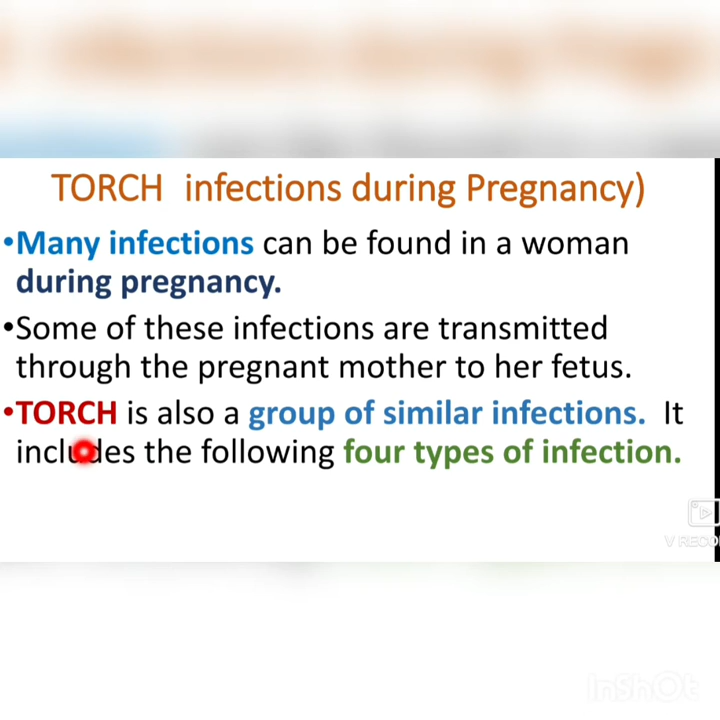 TORCH infections during Pregnancy)
•Many infections can be found in a woman
during pregnancy.
•Some of these infections are transmitted
through the pregnant mother to her fetus.
•TORCH is also a group of similar infections. It
includes the following four types of infection.
V RECO
InShOt